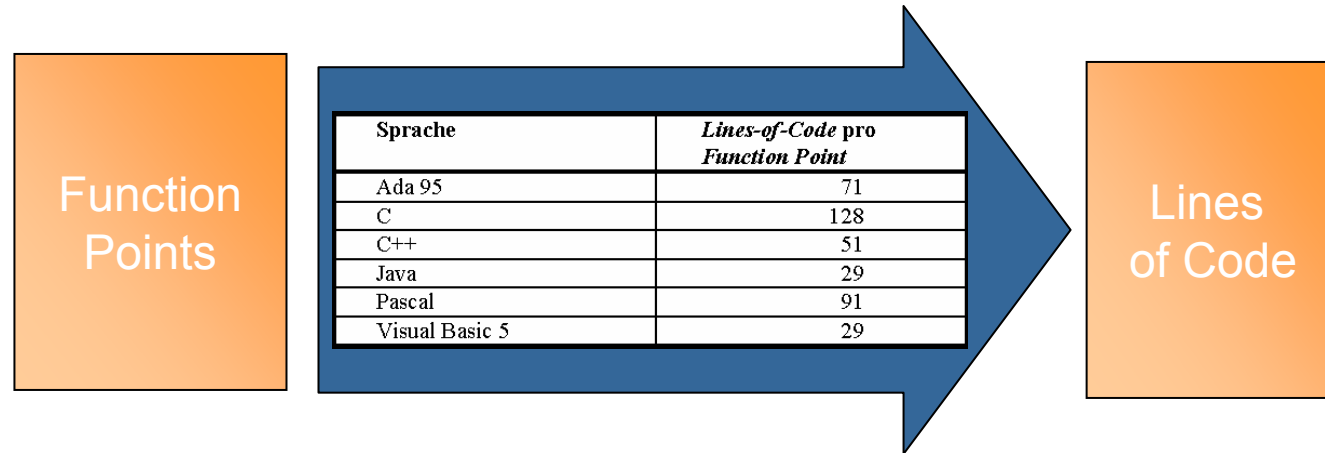 Function
Points
Sprache Lines-of-Code pro
Function Point
Ada 95 71
C 128
C++ 51
Java 29
Pascal 91
Visual Basic 5 29
Lines
of Code